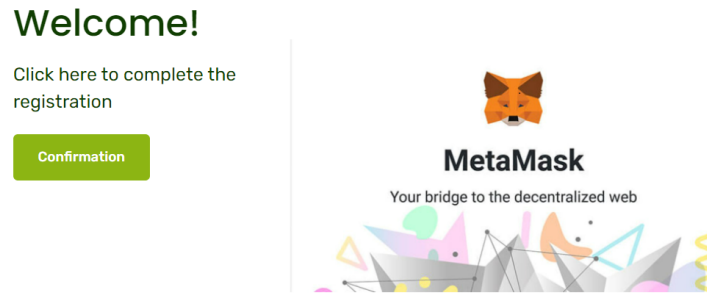 Welcome!
Click here to complete the
registration
Confirmation
MetaMask
Your bridge to the decentralized web